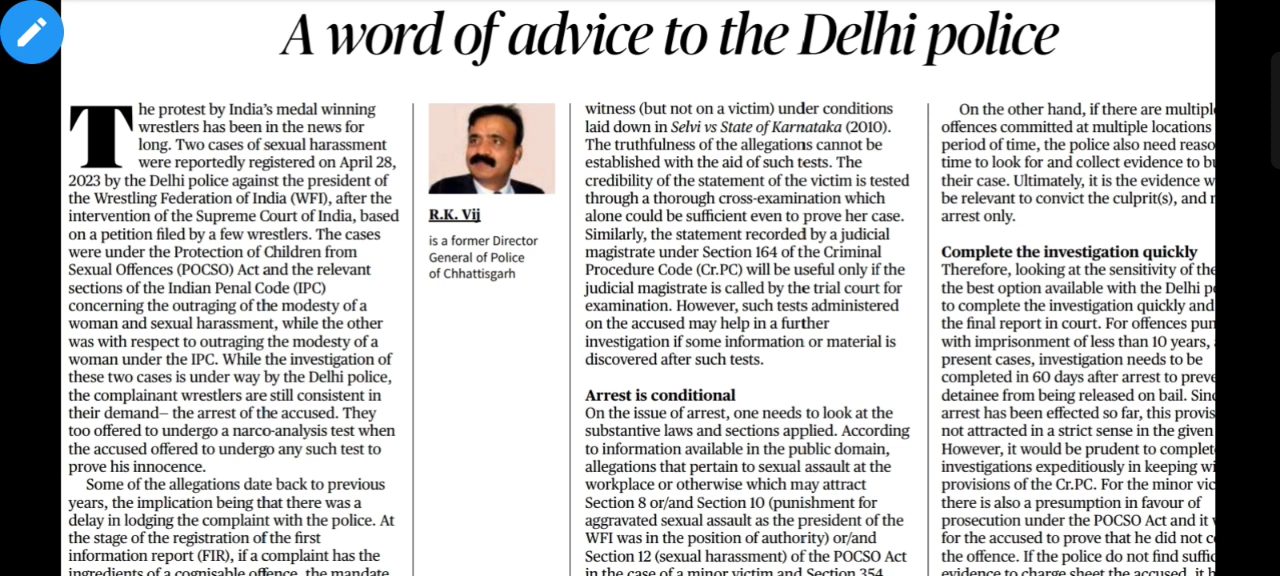 A word of advice to the Delhi police
The protest by India's medal winning
wrestlers has been in the news for
long. Two cases of sexual harassment
were reportedly registered on April 28,
2023 by the Delhi police against the president of
the Wrestling Federation of India (WFI), after the
intervention of the Supreme Court of India, based
on a petition filed by a few wrestlers. The cases
were under the Protection of Children from
Sexual Offences (POCSO) Act and the relevant
sections of the Indian Penal Code (IPC)
concerning the outraging of the modesty of a
woman and sexual harassment, while the other
was with respect to outraging the modesty of a
woman under the IPC. While the investigation of
these two cases is under way by the Delhi police,
the complainant wrestlers are still consistent in
their demand— the arrest of the accused. They
too offered to undergo a narco-analysis test when
the accused offered to undergo any such test to
prove his innocence.
Some of the allegations date back to previous
years, the implication being that there was a
delay in lodging the complaint with the police. At
the stage of the registration of the first
information report (FIR), if a complaint has the
ingredients of a cognisable offence, the mandate
R.K. Vij
is a former Director
General of Police
of Chhattisgarh
witness (but not on a victim) under conditions
laid down in Selvi vs State of Karnataka (2010).
The truthfulness of the allegations cannot be
established with the aid of such tests. The
credibility of the statement of the victim is tested
through a thorough cross-examination which
alone could be sufficient even to prove her case.
Similarly, the statement recorded by a judicial
magistrate under Section 164 of the Criminal
Procedure Code (Cr.PC) will be useful only if the
judicial magistrate is called by the trial court for
examination. However, such tests administered
on the accused may help in a further
investigation if some information or material is
discovered after such tests.
Arrest is conditional
On the issue of arrest, one needs to look at the
substantive laws and sections applied. According
to information available in the public domain,
allegations that pertain to sexual assault at the
workplace or otherwise which may attract
Section 8 or/and Section 10 (punishment for
aggravated sexual assault as the president of the
WFI was in the position of authority) or/and
Section 12 (sexual harassment) of the POCSO Act
in the case of a minor victim and Section 354
On the other hand, if there are multiple
offences committed at multiple locations
period of time, the police also need
time to look for and collect evidence to
their case. Ultimately, it is the evidence
be relevant to convict the culprit(s), and
arrest only.
Complete the investigation quickly
Therefore, looking at the sensitivity of the
the best option available with the Delhi
to complete the investigation quickly and
the final report in court. For offences
with imprisonment of less than 10 years,
present cases, investigation needs to be
completed in 60 days after arrest to
detainee from being released on bail.
arrest has been effected so far, this
not attracted in a strict sense in the given
However, it would be prudent to
investigations expeditiously in keeping
provisions of the Cr.PC. For the minor
there is also a presumption in favour of
prosecution under the POCSO Act and it
for the accused to prove that he did not
the offence. If the police do not find
evidence to charge sheet the accused, it